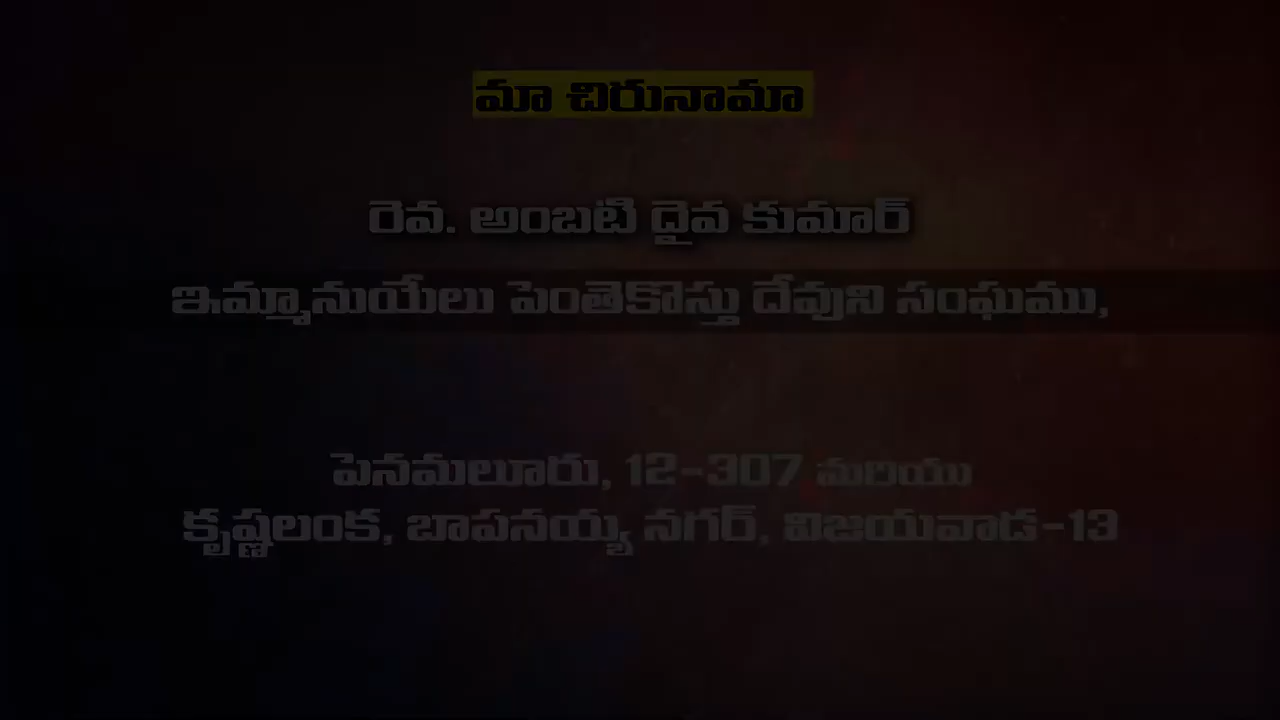 మా చిరునామా
రెవ. అంబటి దైవ కుమార్
ఇమ్మానుయేలు పెంతెకొస్తు దేవుని సంఘము,
పెనమలూరు, 12-307 మరియు
కృష్ణలంక, బాపనయ్య నగర్, విజయవాడ-13